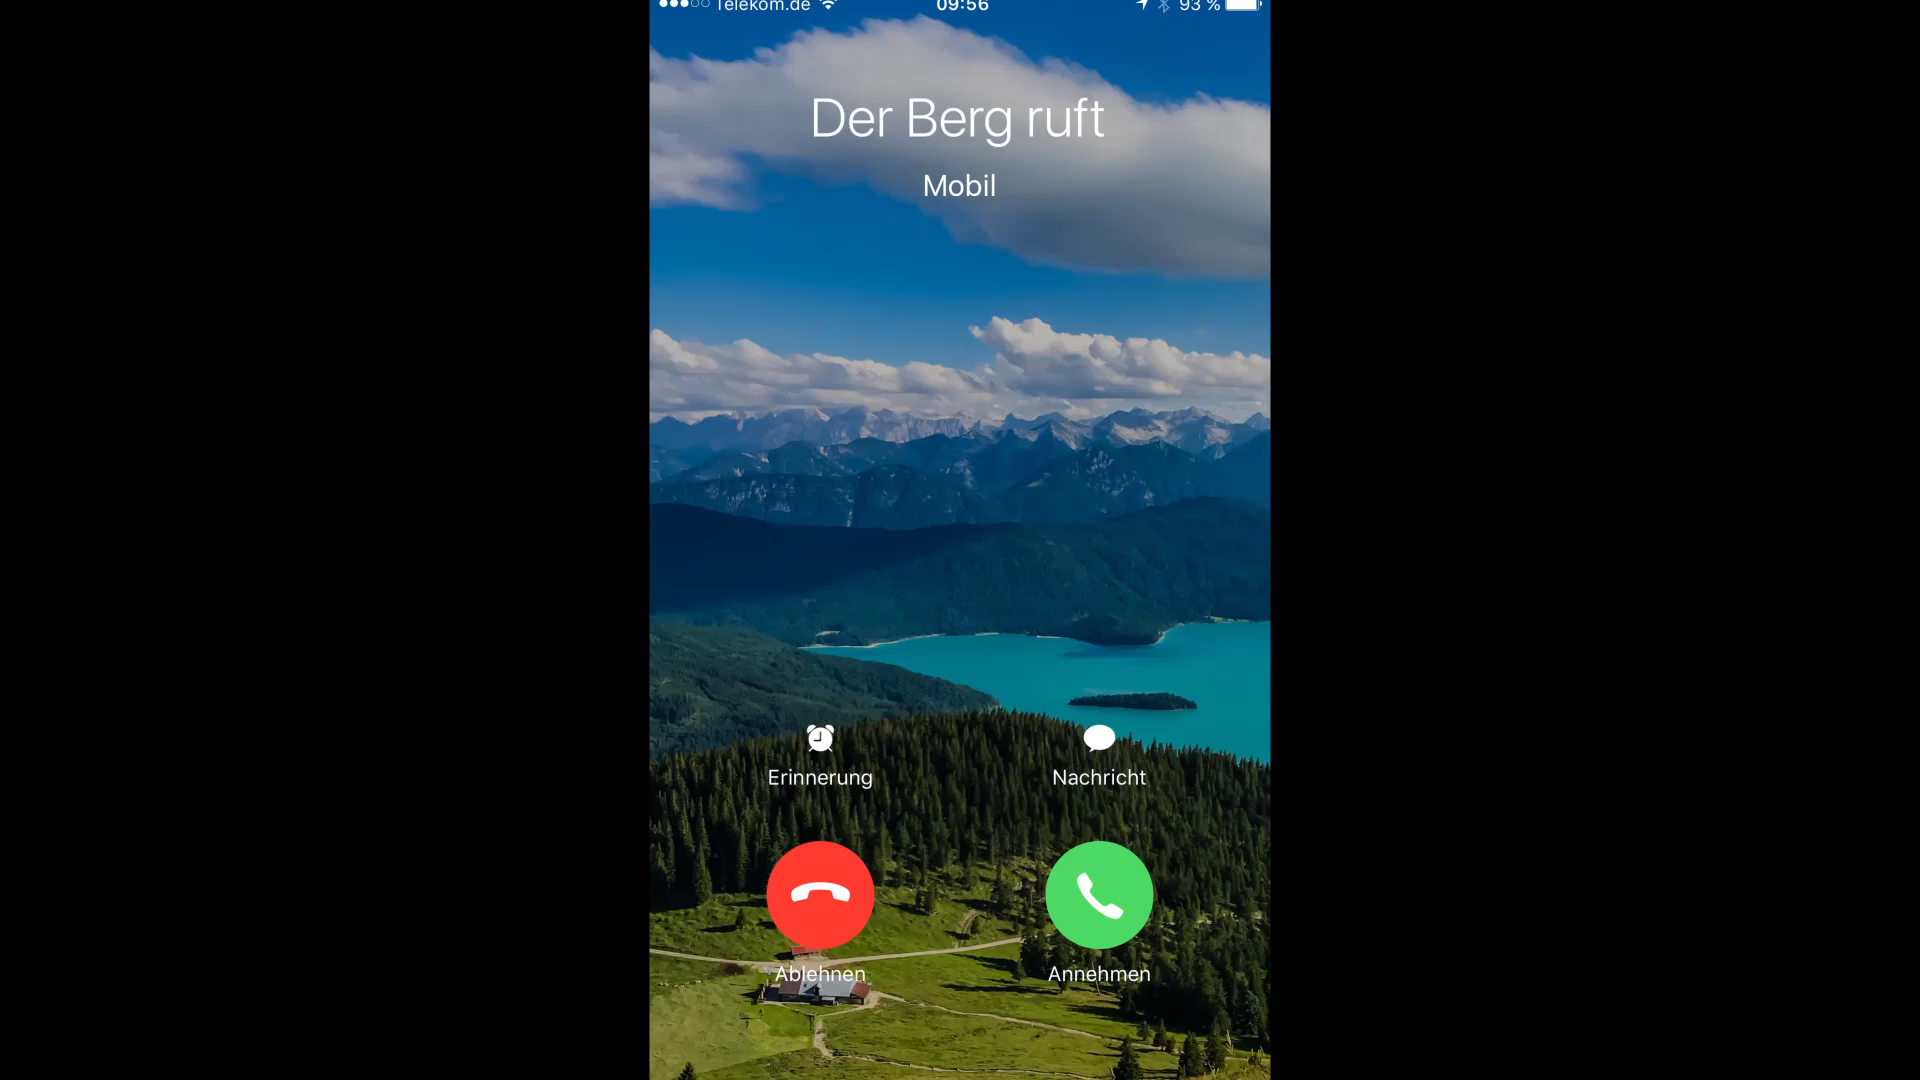 Telekom.de 09:56 93 %
Der Berg ruft
Mobil
Erinnerung Nachricht
Ablehnen Annehmen